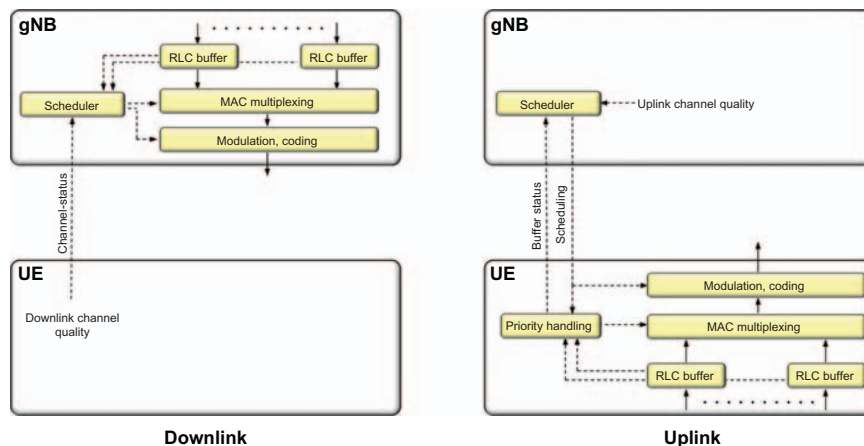 gNB
RLC buffer
RLC buffer
Scheduler
MAC multiplexing
Modulation, coding
Channel-status
UE
Downlink channel
quality
Downlink
gNB
Scheduler
Uplink channel quality
Buffer status
Scheduling
UE
Modulation, coding
Priority handling
MAC multiplexing
RLC buffer
RLC buffer
Uplink